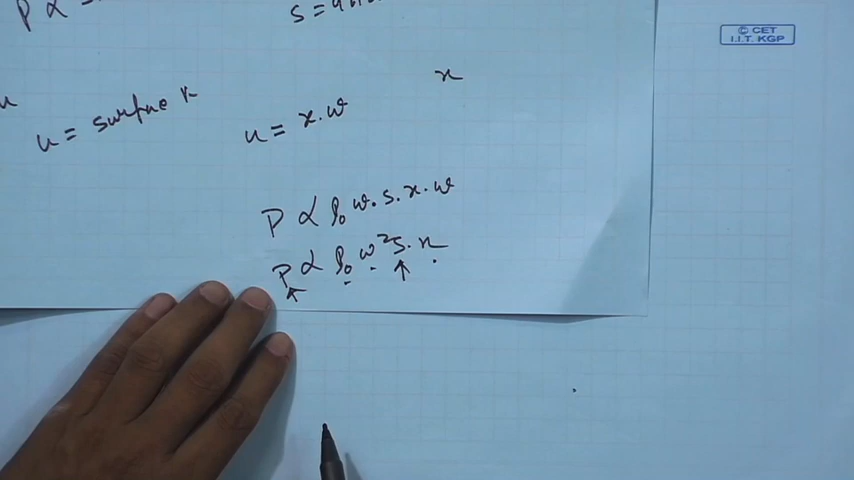 P α
s =
© CET
I.I.T. KGP
x
u
u = surface
u = x.ω
P α ρ₀ ω.s.x.ω
P α ρ₀ ω² s.x